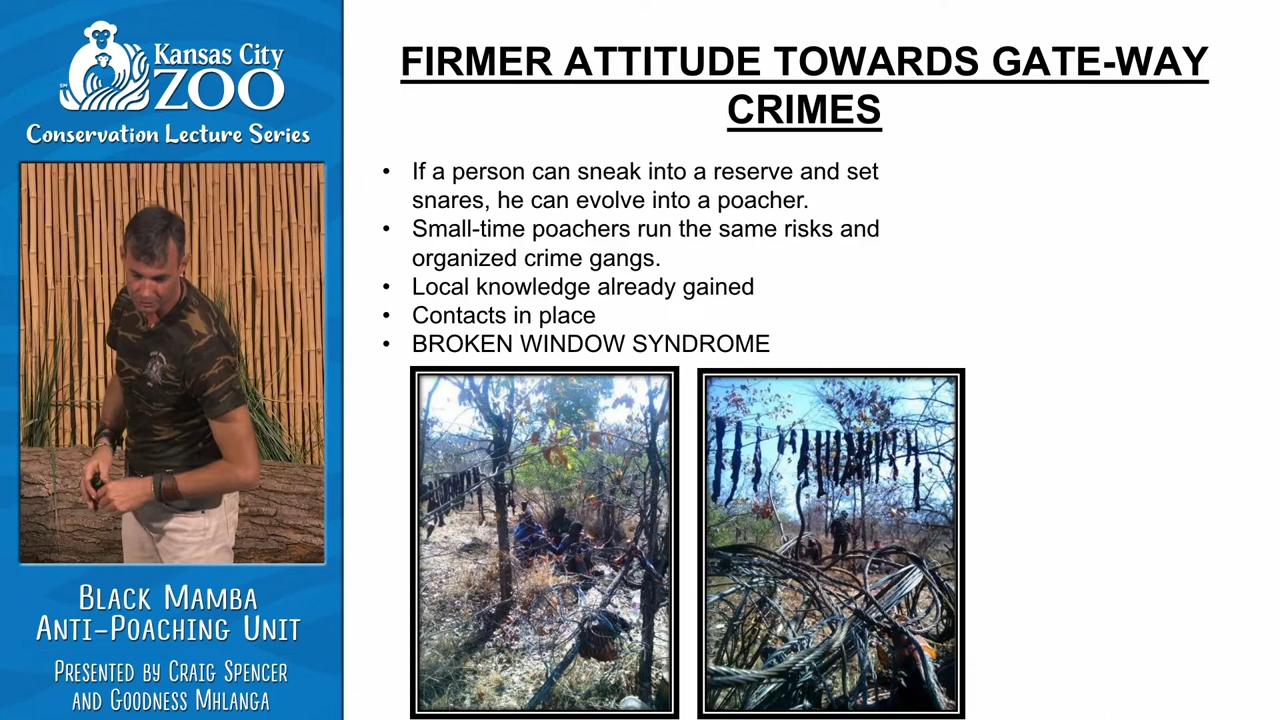 Kansas City
ZOO
SM
Conservation Lecture Series
BLACK MAMBA
ANTI-POACHING UNIT
PRESENTED BY CRAIG SPENCER
AND GOODNESS MHLANGA
FIRMER ATTITUDE TOWARDS GATE-WAY
CRIMES
• If a person can sneak into a reserve and set
snares, he can evolve into a poacher.
• Small-time poachers run the same risks and
organized crime gangs.
• Local knowledge already gained
• Contacts in place
• BROKEN WINDOW SYNDROME